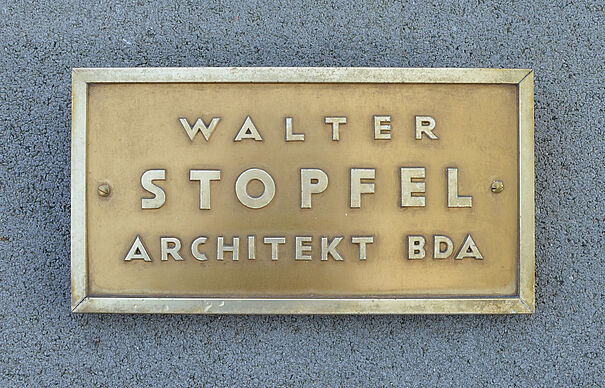 WALTER
STOPFEL
ARCHITEKT BDA